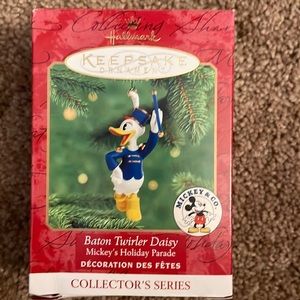 Hallmark
KEEPSAKE
ORNAMENT
MICKEY & CO.
Baton Twirler Daisy
Mickey's Holiday Parade
DÉCORATION DES FÊTES
COLLECTOR'S SERIES